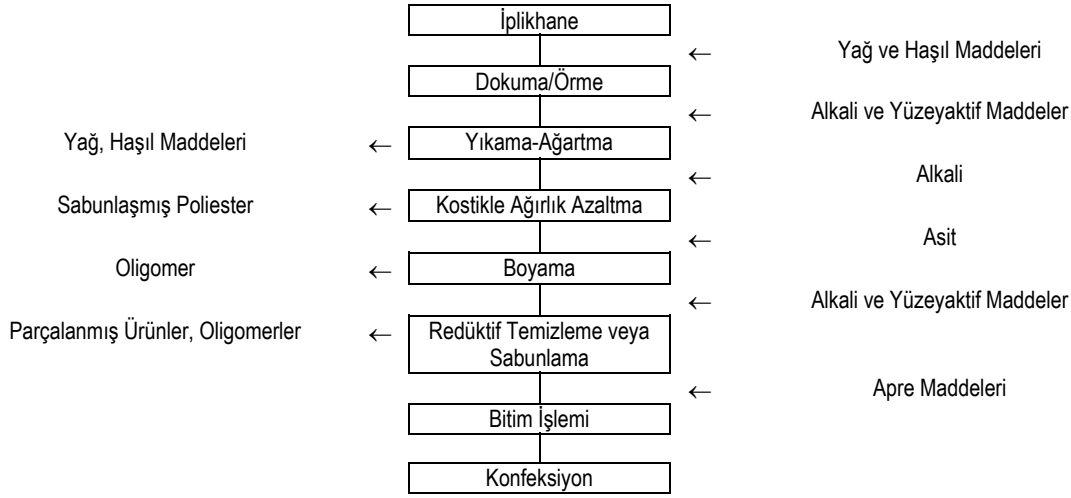 İplikhane
← Yağ ve Haşıl Maddeleri
Dokuma/Örme
← Alkali ve Yüzeyaktif Maddeler
Yağ, Haşıl Maddeleri ← Yıkama-Ağartma
← Alkali
Sabunlaşmış Poliester ← Kostikle Ağırlık Azaltma
← Asit
Oligomer ← Boyama
← Alkali ve Yüzeyaktif Maddeler
Parçalanmış Ürünler, Oligomerler ← Redüktif Temizleme veya
Sabunlama
← Apre Maddeleri
Bitim İşlemi
Konfeksiyon